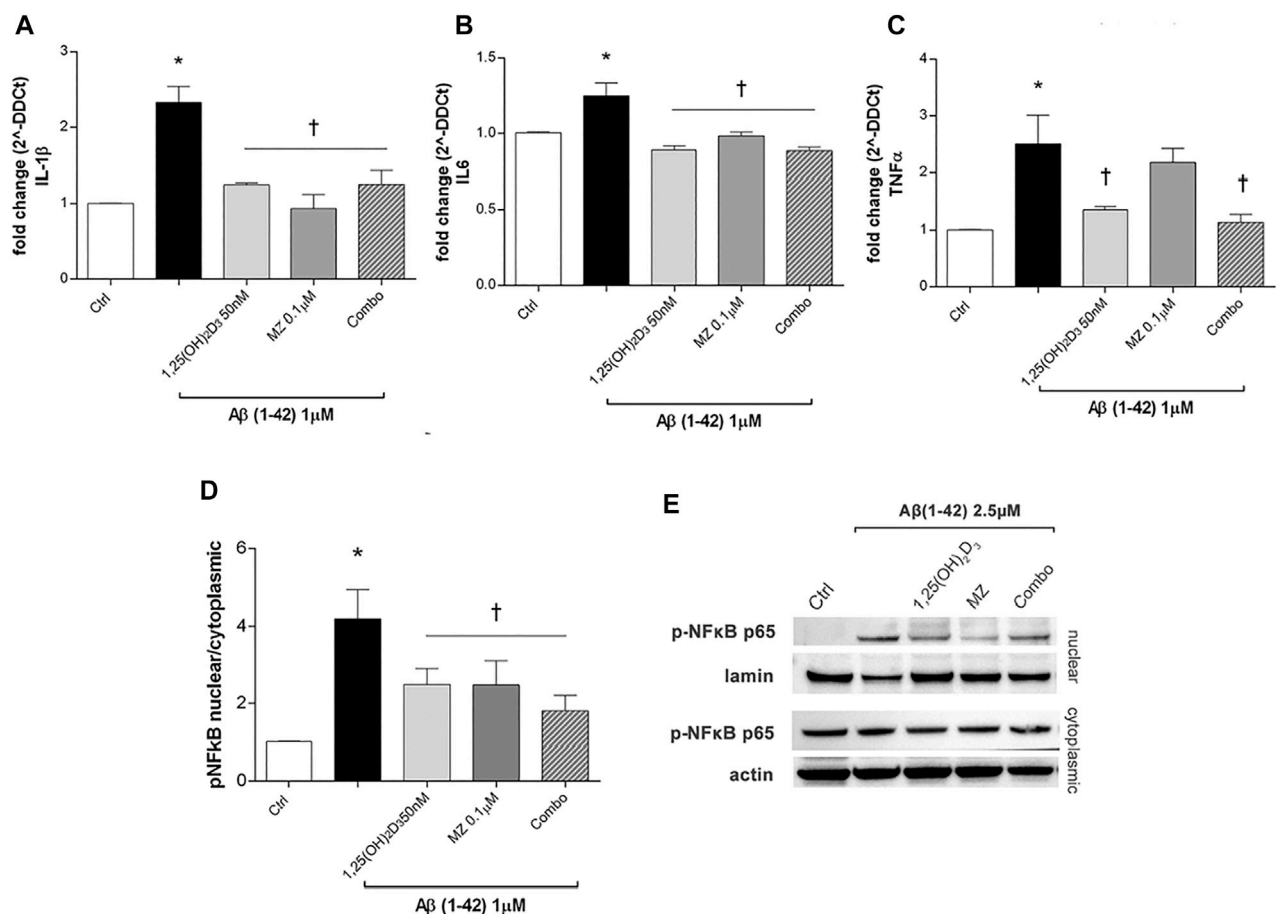 A
fold change (2^-DDCt)
IL-1β
3
2
1
0
*
†
Ctrl
1,25(OH)₂D₃ 50nM
MZ 0.1μM
Combo
Aβ (1-42) 1μM
B
fold change (2^-DDCt)
IL6
1.5
1.0
0.5
0.0
*
†
Ctrl
1,25(OH)₂D₃ 50nM
MZ 0.1μM
Combo
Aβ (1-42) 1μM
C
fold change (2^-DDCt)
TNFα
4
3
2
1
0
*
†
†
Ctrl
1,25(OH)₂D₃ 50nM
MZ 0.1μM
Combo
Aβ (1-42) 1μM
D
pNFkB nuclear/cytoplasmic
6
4
2
0
*
†
Ctrl
1,25(OH)₂D₃50nM
MZ 0.1μM
Combo
Aβ (1-42) 1μM
E
Aβ(1-42) 2.5μM
Ctrl
1,25(OH)₂D₃
MZ
Combo
p-NFκB p65
lamin
nuclear
p-NFκB p65
actin
cytoplasmic